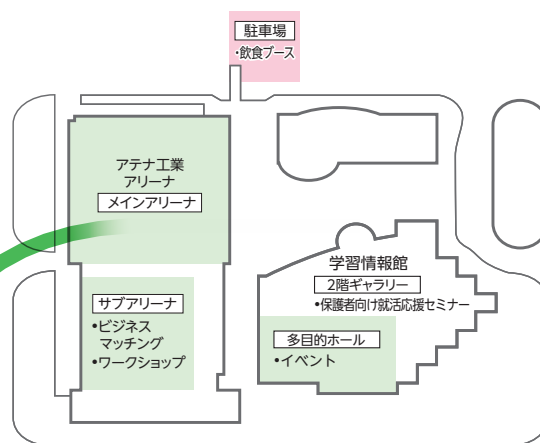 駐車場
・飲食ブース
アテナ工業
アリーナ
メインアリーナ
サブアリーナ
•ビジネス
マッチング
•ワークショップ
学習情報館
2階ギャラリー
•保護者向け就活応援セミナー
多目的ホール
•イベント